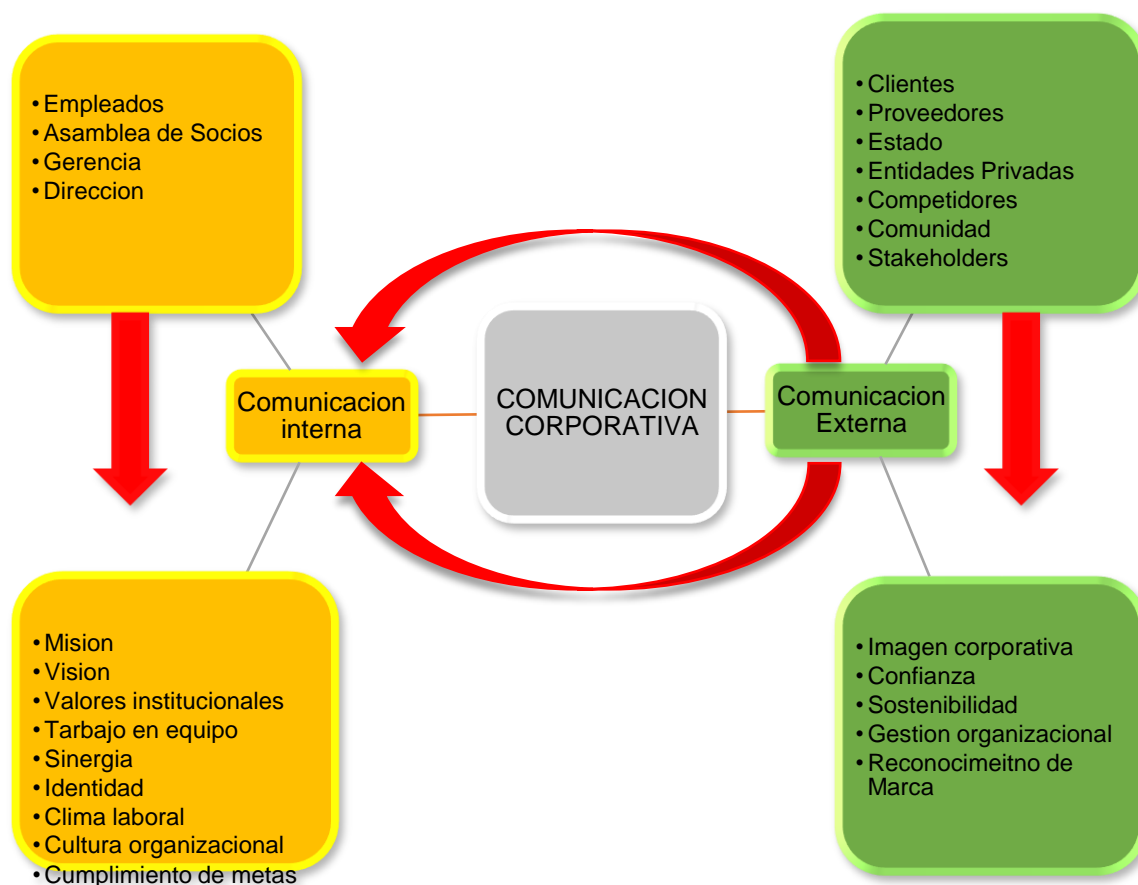 • Empleados
• Asamblea de Socios
• Gerencia
• Direccion
• Clientes
• Proveedores
• Estado
• Entidades Privadas
• Competidores
• Comunidad
• Stakeholders
Comunicacion
interna
COMUNICACION
CORPORATIVA
Comunicacion
Externa
• Mision
• Vision
• Valores institucionales
• Tarbajo en equipo
• Sinergia
• Identidad
• Clima laboral
• Cultura organizacional
• Cumplimiento de metas
• Imagen corporativa
• Confianza
• Sostenibilidad
• Gestion organizacional
• Reconocimeitno de
Marca